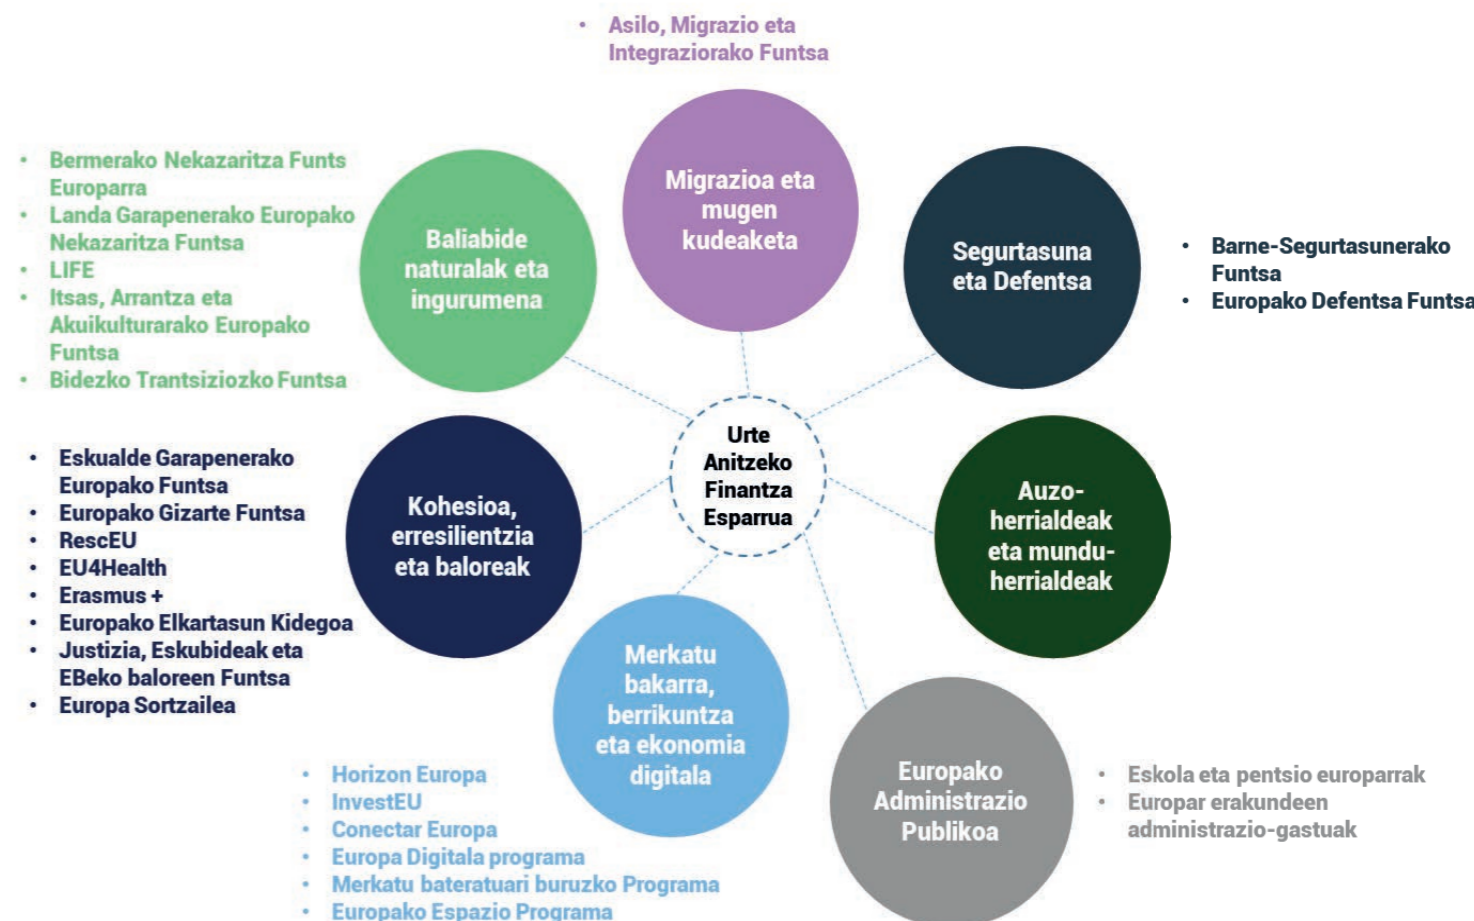 • Asilo, Migrazio eta
Integraziorako Funtsa
Migrazioa eta
mugen
kudeaketa
• Bermerako Nekazaritza Funts
Europarra
• Landa Garapenerako Europako
Nekazaritza Funtsa
• LIFE
• Itsas, Arrantza eta
Akuikulturarako Europako
Funtsa
• Bidezko Trantsiziozko Funtsa
Baliabide
naturalak eta
ingurumena
Segurtasuna
eta Defentsa
• Barne-Segurtasunerako
Funtsa
• Europako Defentsa Funtsa
Urte
Anitzeko
Finantza
Esparrua
• Eskualde Garapenerako
Europako Funtsa
• Europako Gizarte Funtsa
• RescEU
• EU4Health
• Erasmus +
• Europako Elkartasun Kidegoa
• Justizia, Eskubideak eta
EBeko baloreen Funtsa
• Europa Sortzailea
Kohesioa,
erresilientzia
eta baloreak
Auzo-
herrialdeak
eta mundu-
herrialdeak
Merkatu
bakarra,
berrikuntza
eta ekonomia
digitala
• Horizon Europa
• InvestEU
• Conectar Europa
• Europa Digitala programa
• Merkatu bateratuari buruzko Programa
• Europako Espazio Programa
Europako
Administrazio
Publikoa
• Eskola eta pentsio europarrak
• Europar erakundeen
administrazio-gastuak